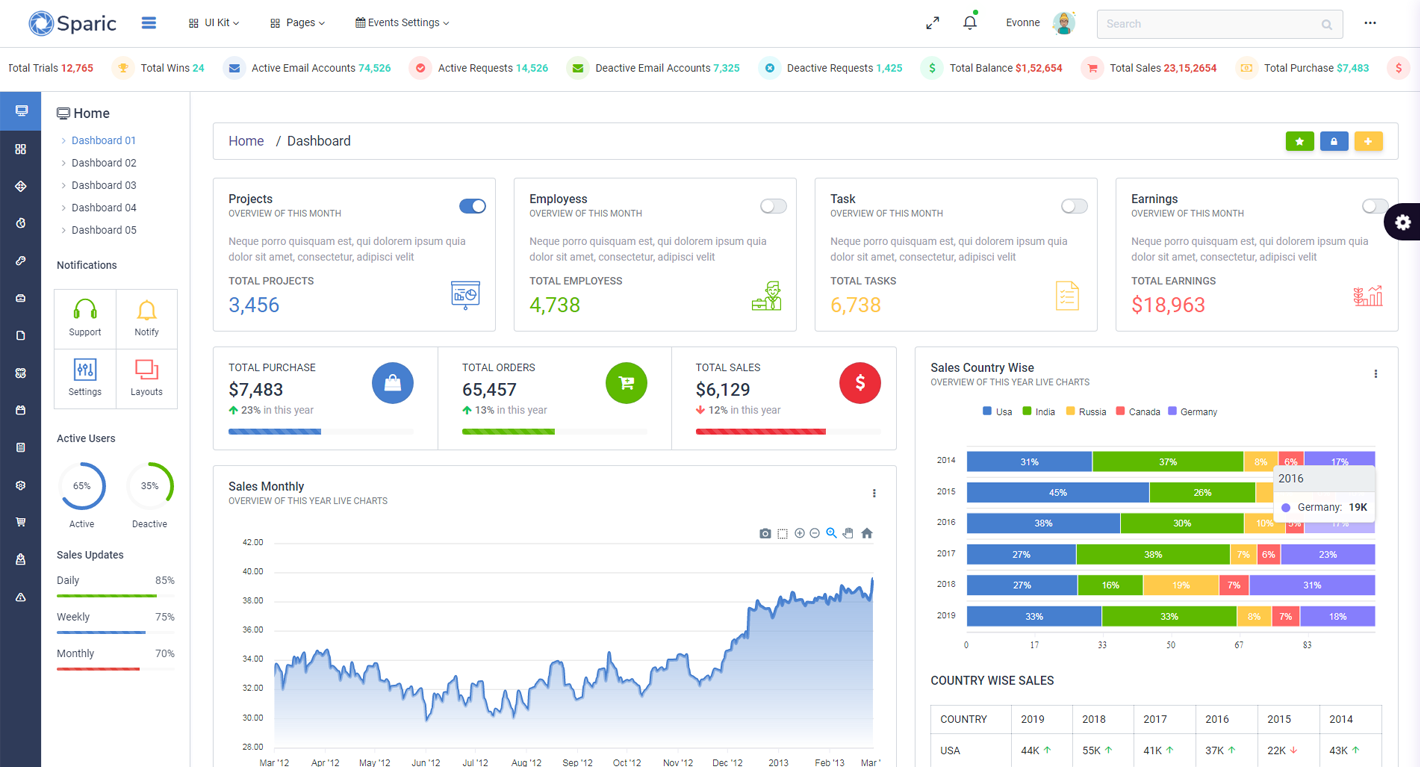 Sparic
UI Kit
Pages
Events Settings
Evonne
Search
Total Trials 12,765
Total Wins 24
Active Email Accounts 74,526
Active Requests 14,526
Deactive Email Accounts 7,325
Deactive Requests 1,425
Total Balance $1,52,654
Total Sales 23,15,2654
Total Purchase $7,483
Home
Dashboard 01
Dashboard 02
Dashboard 03
Dashboard 04
Dashboard 05
Notifications
Support
Notify
Settings
Layouts
Active Users
65%
35%
Active
Deactive
Sales Updates
Daily 85%
Weekly 75%
Monthly 70%
Home / Dashboard
Projects
OVERVIEW OF THIS MONTH
Neque porro quisquam est, qui dolorem ipsum quia
dolor sit amet, consectetur, adipisci velit
TOTAL PROJECTS
3,456
Employess
OVERVIEW OF THIS MONTH
Neque porro quisquam est, qui dolorem ipsum quia
dolor sit amet, consectetur, adipisci velit
TOTAL EMPLOYESS
4,738
Task
OVERVIEW OF THIS MONTH
Neque porro quisquam est, qui dolorem ipsum quia
dolor sit amet, consectetur, adipisci velit
TOTAL TASKS
6,738
Earnings
OVERVIEW OF THIS MONTH
Neque porro quisquam est, qui dolorem ipsum quia
dolor sit amet, consectetur, adipisci velit
TOTAL EARNINGS
$18,963
TOTAL PURCHASE
$7,483
23% in this year
TOTAL ORDERS
65,457
13% in this year
TOTAL SALES
$6,129
12% in this year
Sales Monthly
OVERVIEW OF THIS YEAR LIVE CHARTS
42.00
40.00
38.00
36.00
34.00
32.00
30.00
28.00
Mar '12 Apr '12 May '12 Jun '12 Jul '12 Aug '12 Sep '12 Oct '12 Nov '12 Dec '12 2013 Feb '13 Mar '
Sales Country Wise
OVERVIEW OF THIS YEAR LIVE CHARTS
Usa India Russia Canada Germany
2014 31% 37% 8% 6% 17%
2015 45% 26%
2016 38% 30% 10% 5% 17%
2017 27% 38% 7% 6% 23%
2018 27% 16% 19% 7% 31%
2019 33% 33% 8% 7% 18%
0 17 33 50 67 83
2016
Germany: 19K
COUNTRY WISE SALES
COUNTRY 2019 2018 2017 2016 2015 2014
USA 44K 55K 41K 37K 22K 43K